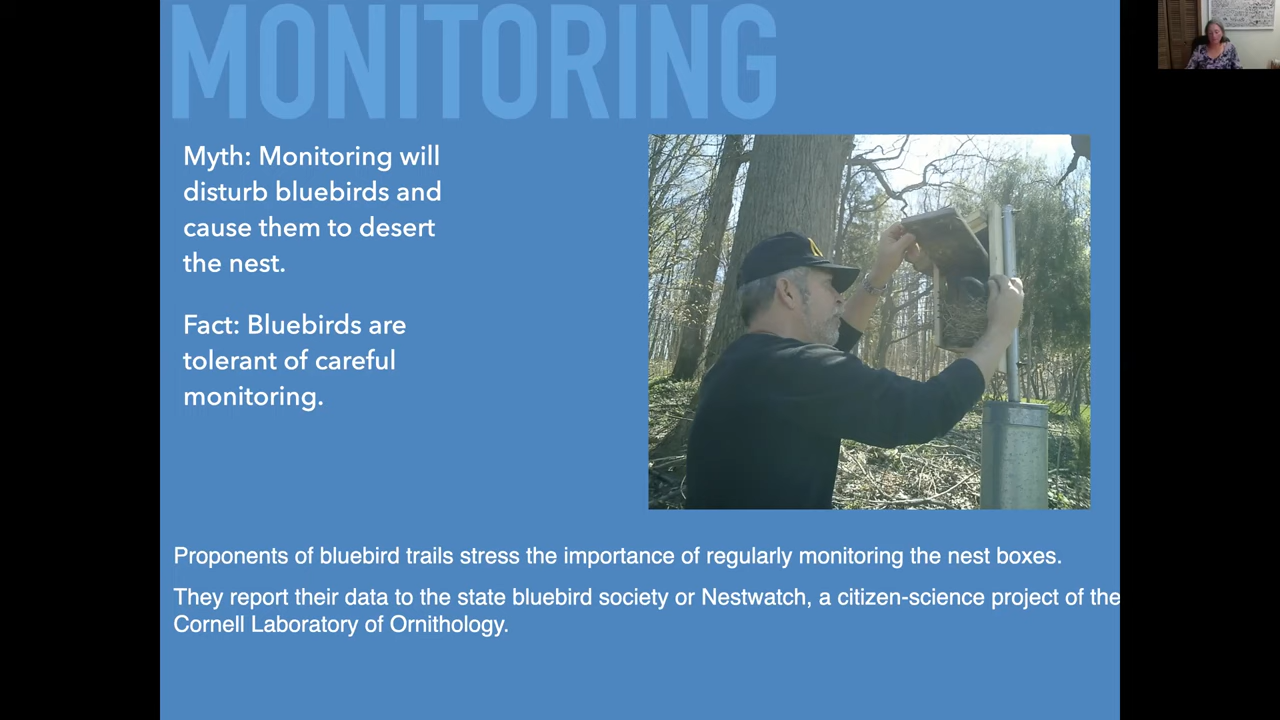 MONITORING
Myth: Monitoring will
disturb bluebirds and
cause them to desert
the nest.
Fact: Bluebirds are
tolerant of careful
monitoring.
Proponents of bluebird trails stress the importance of regularly monitoring the nest boxes.
They report their data to the state bluebird society or Nestwatch, a citizen-science project of the
Cornell Laboratory of Ornithology.